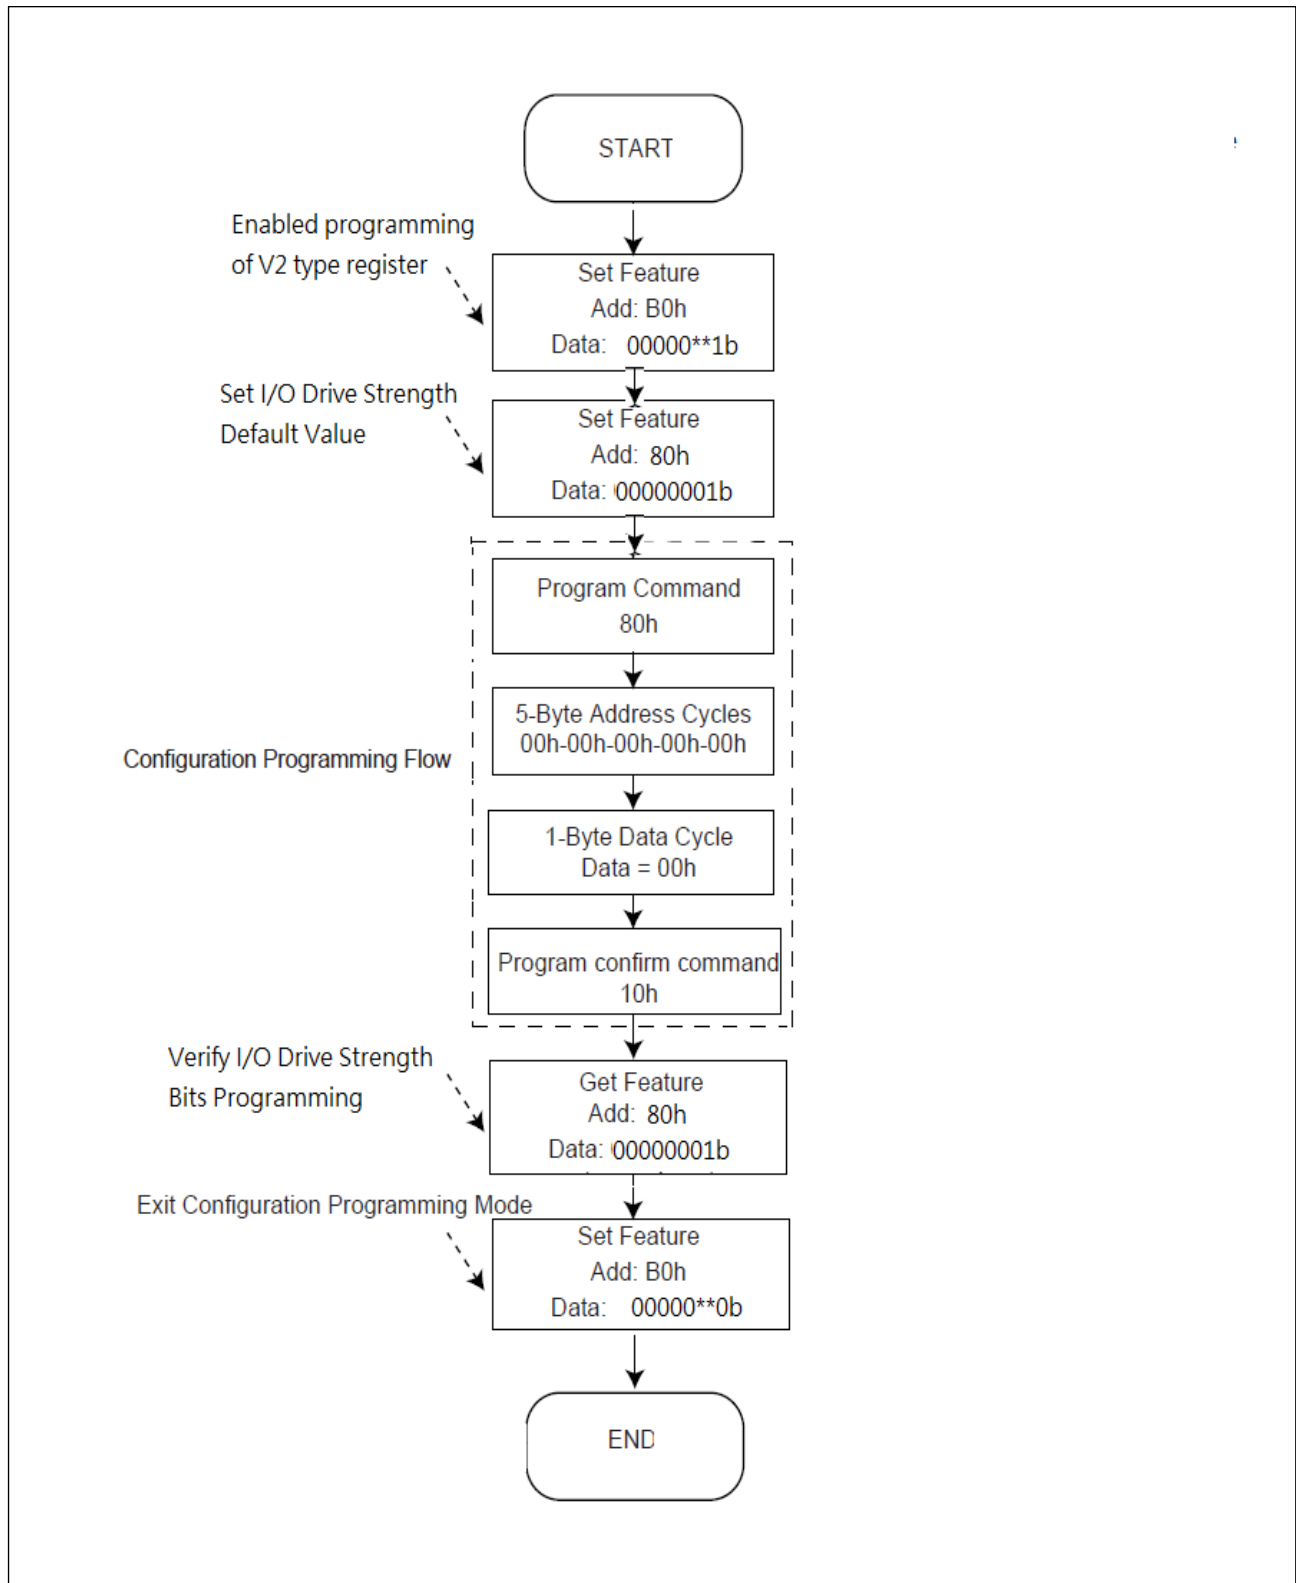 START
Enabled programming
of V2 type register
Set Feature
Add: B0h
Data: 00000**1b
Set I/O Drive Strength
Default Value
Set Feature
Add: 80h
Data: 00000001b
Program Command
80h
5-Byte Address Cycles
00h-00h-00h-00h-00h
Configuration Programming Flow
1-Byte Data Cycle
Data = 00h
Program confirm command
10h
Verify I/O Drive Strength
Bits Programming
Get Feature
Add: 80h
Data: 00000001b
Exit Configuration Programming Mode
Set Feature
Add: B0h
Data: 00000**0b
END